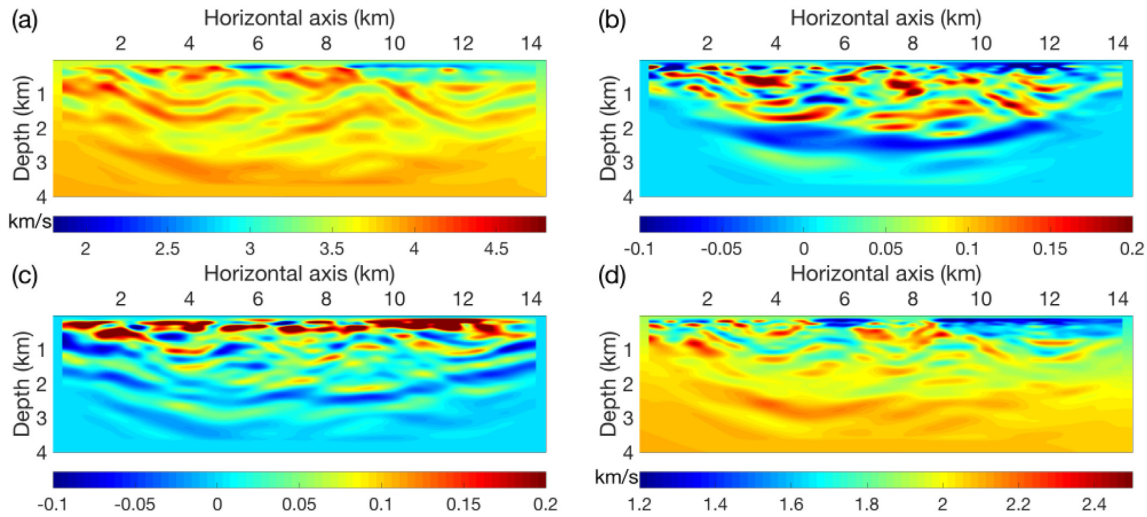 (a) Horizontal axis (km) (b) Horizontal axis (km)
2 4 6 8 10 12 14 2 4 6 8 10 12 14
Depth (km) Depth (km)
1 1
2 2
3 3
4 4
km/s
2 2.5 3 3.5 4 4.5 -0.1 -0.05 0 0.05 0.1 0.15 0.2
(c) Horizontal axis (km) (d) Horizontal axis (km)
2 4 6 8 10 12 14 2 4 6 8 10 12 14
Depth (km) Depth (km)
1 1
2 2
3 3
4 4
km/s
-0.1 -0.05 0 0.05 0.1 0.15 0.2 1.2 1.4 1.6 1.8 2 2.2 2.4